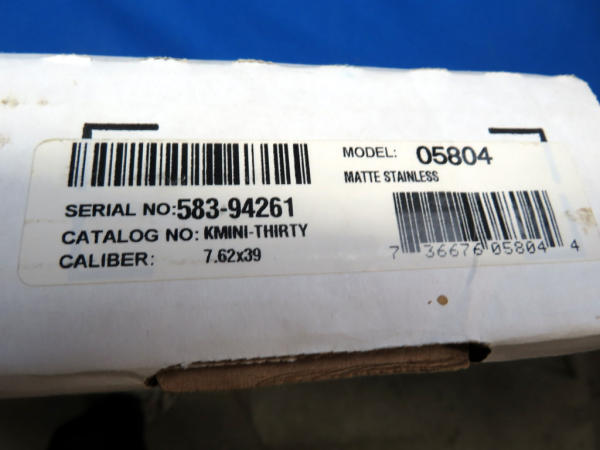 MODEL: 05804
MATTE STAINLESS
SERIAL NO: 583-94261
CATALOG NO: KMINI-THIRTY
CALIBER: 7.62x39
7 36676 05804 4